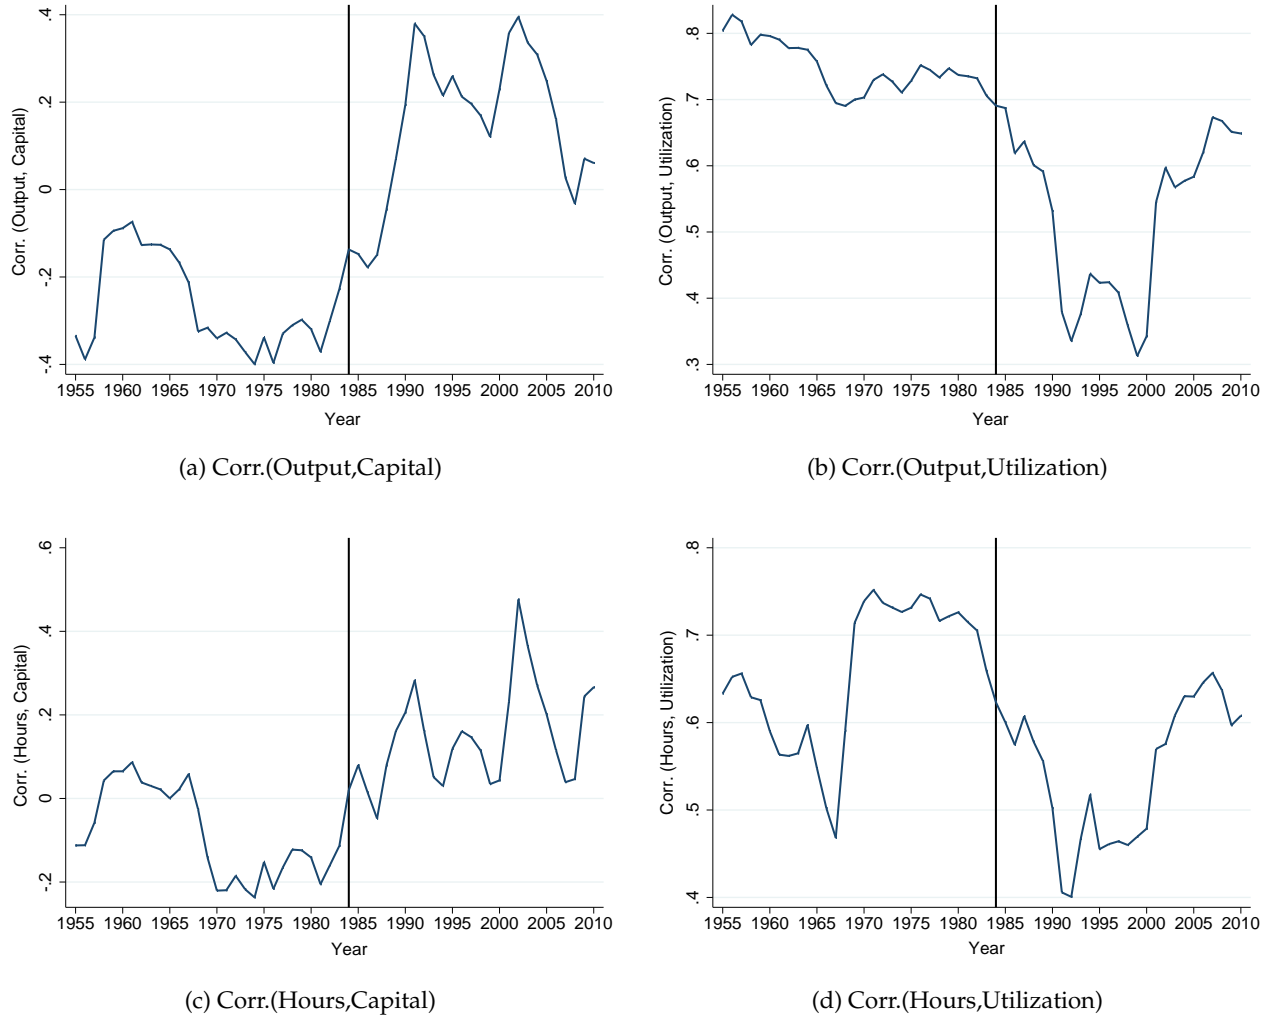 .4
.2
0
-.2
-.4
Corr. (Output, Capital)
1955 1960 1965 1970 1975 1980 1985 1990 1995 2000 2005 2010
Year
(a) Corr.(Output,Capital)
.8
.7
.6
.5
.4
.3
Corr. (Output, Utilization)
1955 1960 1965 1970 1975 1980 1985 1990 1995 2000 2005 2010
Year
(b) Corr.(Output,Utilization)
.6
.4
.2
0
-.2
Corr. (Hours, Capital)
1955 1960 1965 1970 1975 1980 1985 1990 1995 2000 2005 2010
Year
(c) Corr.(Hours,Capital)
.8
.7
.6
.5
.4
Corr. (Hours, Utilization)
1955 1960 1965 1970 1975 1980 1985 1990 1995 2000 2005 2010
Year
(d) Corr.(Hours,Utilization)